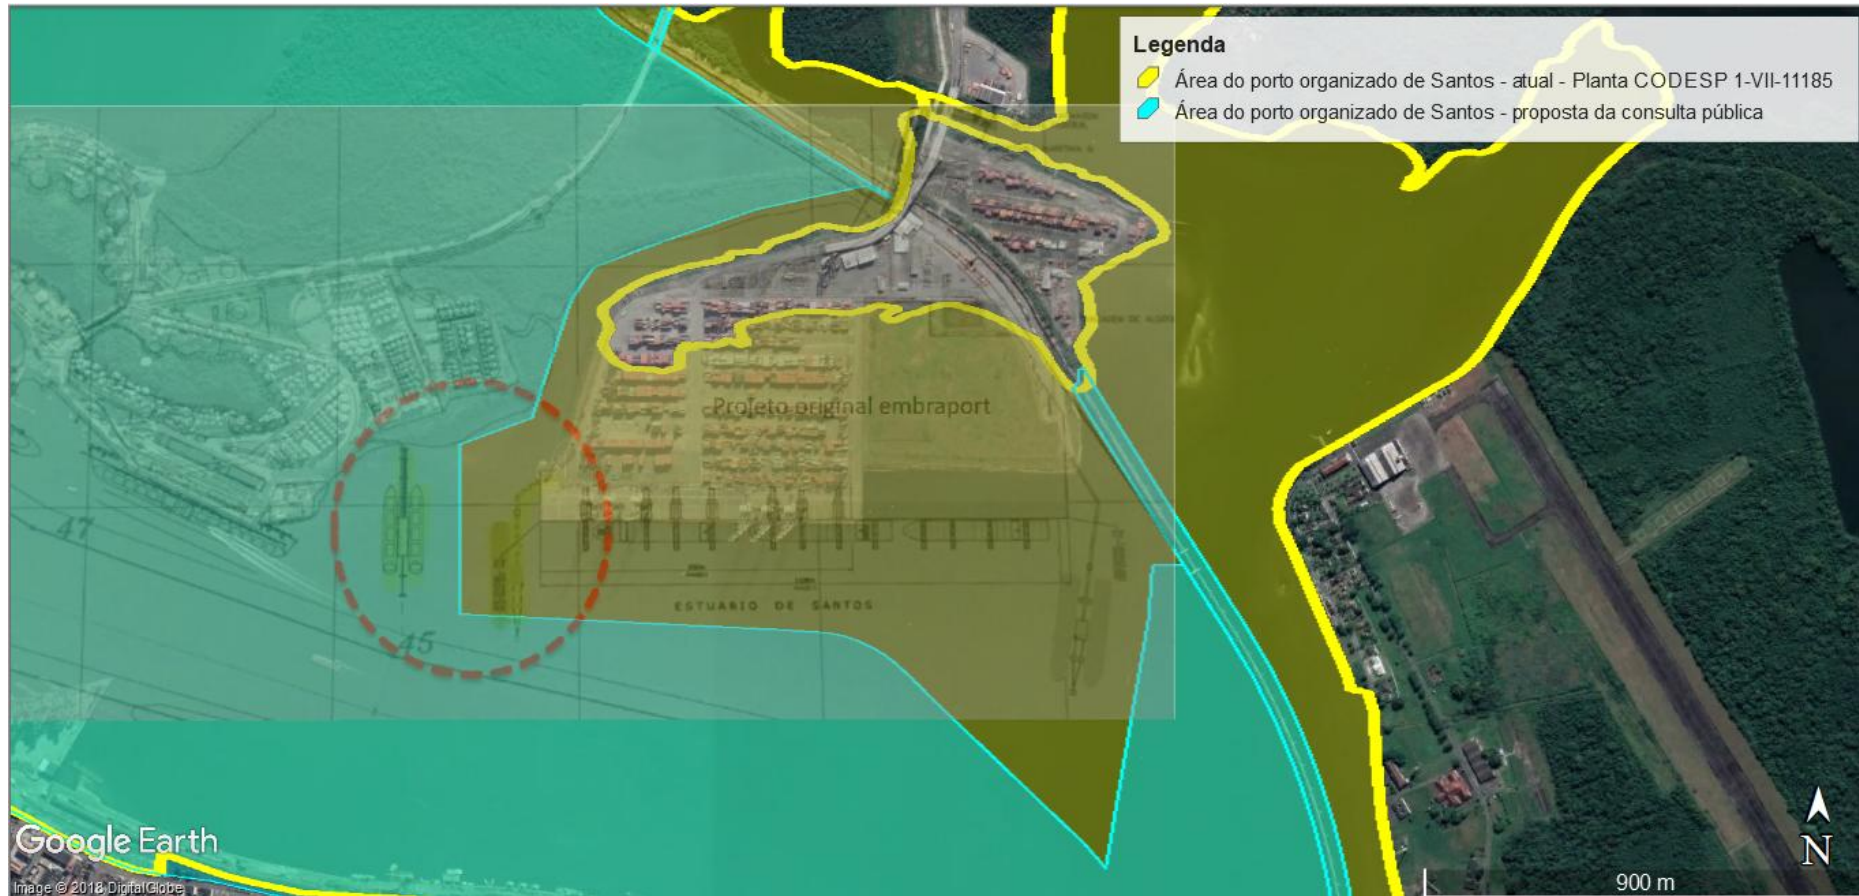 Legenda
Área do porto organizado de Santos - atual - Planta CODESP 1-VII-11185
Área do porto organizado de Santos - proposta da consulta pública
Projeto original embraport
47
ESTUARIO DE SANTOS
45
Google Earth
N
Image © 2018 DigitalGlobe
900 m